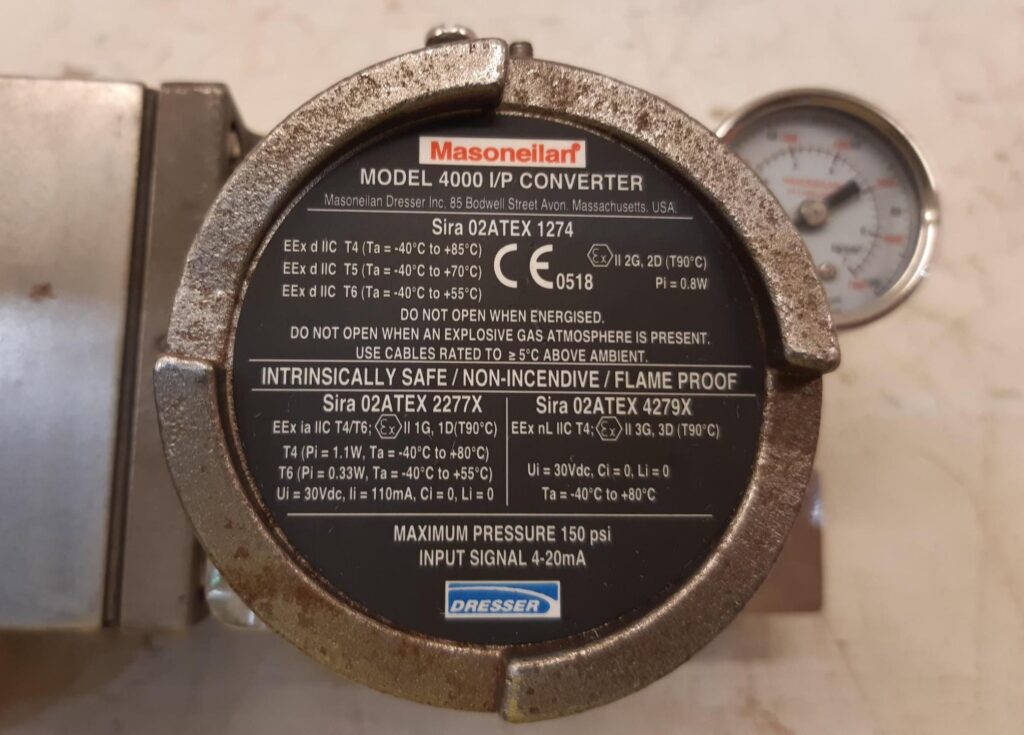 Masoneilan
MODEL 4000 I/P CONVERTER
Masoneilan Dresser Inc. 85 Bodwell Street Avon. Massachusetts. USA.
Sira 02ATEX 1274
EEx d IIC T4 (Ta = -40°C to +85°C)
EEx d IIC T5 (Ta = -40°C to +70°C)
EEx d IIC T6 (Ta = -40°C to +55°C)
CE 0518
Ex II 2G, 2D (T90°C)
Pi = 0.8W
DO NOT OPEN WHEN ENERGISED.
DO NOT OPEN WHEN AN EXPLOSIVE GAS ATMOSPHERE IS PRESENT.
USE CABLES RATED TO ≥ 5°C ABOVE AMBIENT.
INTRINSICALLY SAFE / NON-INCENDIVE / FLAME PROOF
Sira 02ATEX 2277X
EEx ia IIC T4/T6; Ex II 1G, 1D(T90°C)
T4 (Pi = 1.1W, Ta = -40°C to +80°C)
T6 (Pi = 0.33W, Ta = -40°C to +55°C)
Ui = 30Vdc, Ii = 110mA, Ci = 0, Li = 0
Sira 02ATEX 4279X
EEx nL IIC T4; Ex II 3G, 3D (T90°C)
Ui = 30Vdc, Ci = 0, Li = 0
Ta = -40°C to +80°C
MAXIMUM PRESSURE 150 psi
INPUT SIGNAL 4-20mA
DRESSER